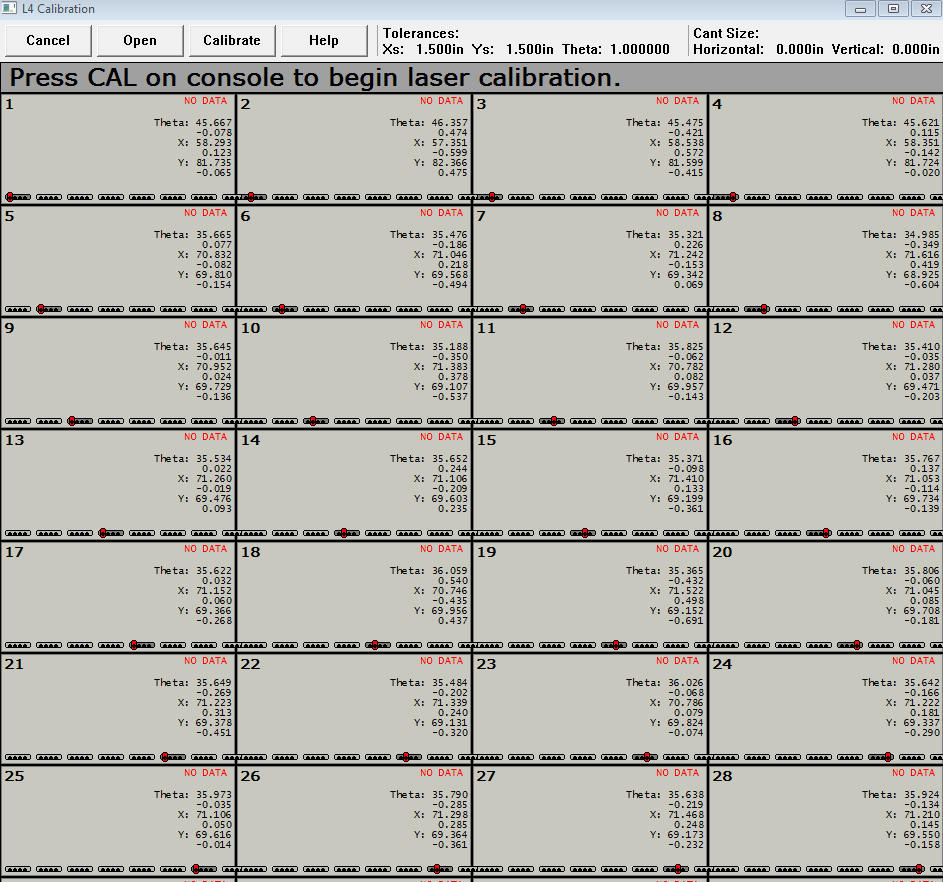 L4 Calibration
Cancel Open Calibrate Help
Tolerances:
Xs: 1.500in Ys: 1.500in Theta: 1.000000
Cant Size:
Horizontal: 0.000in Vertical: 0.000in
Press CAL on console to begin laser calibration.
1 NO DATA
Theta: 45.667
-0.078
X: 58.293
0.123
Y: 81.735
-0.065
2 NO DATA
Theta: 46.357
0.474
X: 57.351
-0.599
Y: 82.366
0.475
3 NO DATA
Theta: 45.475
-0.421
X: 58.538
0.572
Y: 81.599
-0.415
4 NO DATA
Theta: 45.621
0.115
X: 58.351
-0.142
Y: 81.724
-0.020
5 NO DATA
Theta: 35.665
0.077
X: 70.832
-0.082
Y: 69.810
-0.154
6 NO DATA
Theta: 35.476
-0.186
X: 71.046
0.218
Y: 69.568
-0.494
7 NO DATA
Theta: 35.321
0.226
X: 71.242
-0.153
Y: 69.342
0.069
8 NO DATA
Theta: 34.985
-0.349
X: 71.616
0.419
Y: 68.925
-0.604
9 NO DATA
Theta: 35.645
-0.011
X: 70.952
0.024
Y: 69.729
-0.136
10 NO DATA
Theta: 35.188
-0.350
X: 71.383
0.378
Y: 69.107
-0.537
11 NO DATA
Theta: 35.825
-0.062
X: 70.782
0.082
Y: 69.957
-0.143
12 NO DATA
Theta: 35.410
-0.035
X: 71.280
0.037
Y: 69.471
-0.203
13 NO DATA
Theta: 35.534
0.022
X: 71.260
-0.019
Y: 69.476
0.093
14 NO DATA
Theta: 35.652
0.244
X: 71.106
-0.209
Y: 69.603
0.235
15 NO DATA
Theta: 35.371
-0.098
X: 71.410
0.133
Y: 69.199
-0.361
16 NO DATA
Theta: 35.767
0.137
X: 71.053
-0.114
Y: 69.734
-0.139
17 NO DATA
Theta: 35.622
0.032
X: 71.152
0.060
Y: 69.366
-0.268
18 NO DATA
Theta: 36.059
0.540
X: 70.746
-0.435
Y: 69.956
0.437
19 NO DATA
Theta: 35.365
-0.432
X: 71.522
0.498
Y: 69.152
-0.691
20 NO DATA
Theta: 35.806
-0.060
X: 71.045
0.085
Y: 69.708
-0.181
21 NO DATA
Theta: 35.649
-0.269
X: 71.223
0.313
Y: 69.378
-0.451
22 NO DATA
Theta: 35.484
-0.202
X: 71.339
0.240
Y: 69.131
-0.320
23 NO DATA
Theta: 36.026
-0.068
X: 70.786
0.079
Y: 69.824
-0.074
24 NO DATA
Theta: 35.642
-0.166
X: 71.222
0.181
Y: 69.337
-0.290
25 NO DATA
Theta: 35.973
-0.035
X: 71.106
0.050
Y: 69.616
-0.014
26 NO DATA
Theta: 35.790
-0.285
X: 71.298
0.285
Y: 69.364
-0.361
27 NO DATA
Theta: 35.638
-0.219
X: 71.468
0.248
Y: 69.173
-0.232
28 NO DATA
Theta: 35.924
-0.134
X: 71.210
0.145
Y: 69.550
-0.158